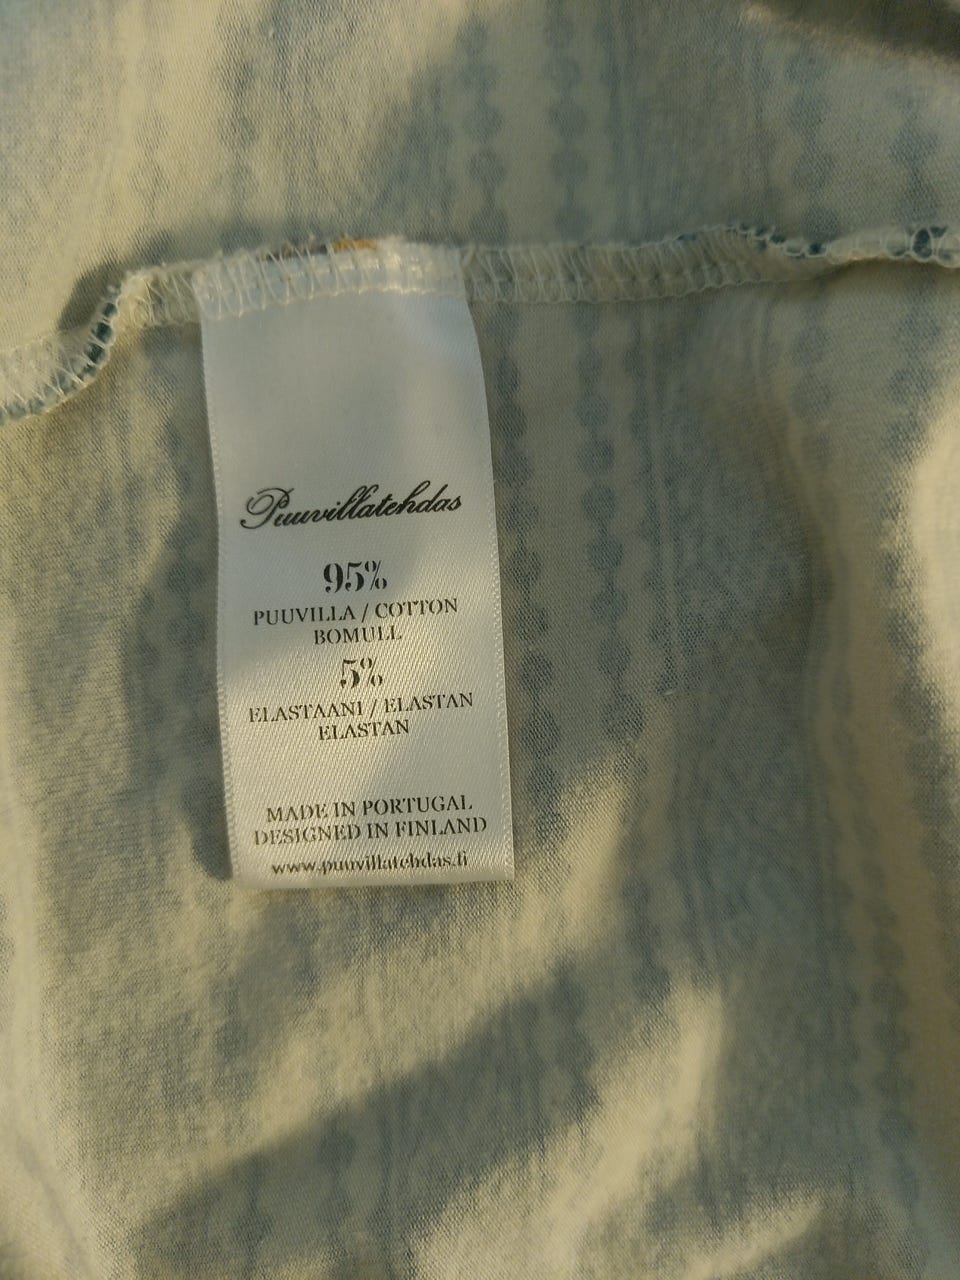 Puuvillatehdas
95%
PUUVILLA / COTTON
BOMULL
5%
ELASTAANI / ELASTAN
ELASTAN
MADE IN PORTUGAL
DESIGNED IN FINLAND
www.puuvillatehdas.fi